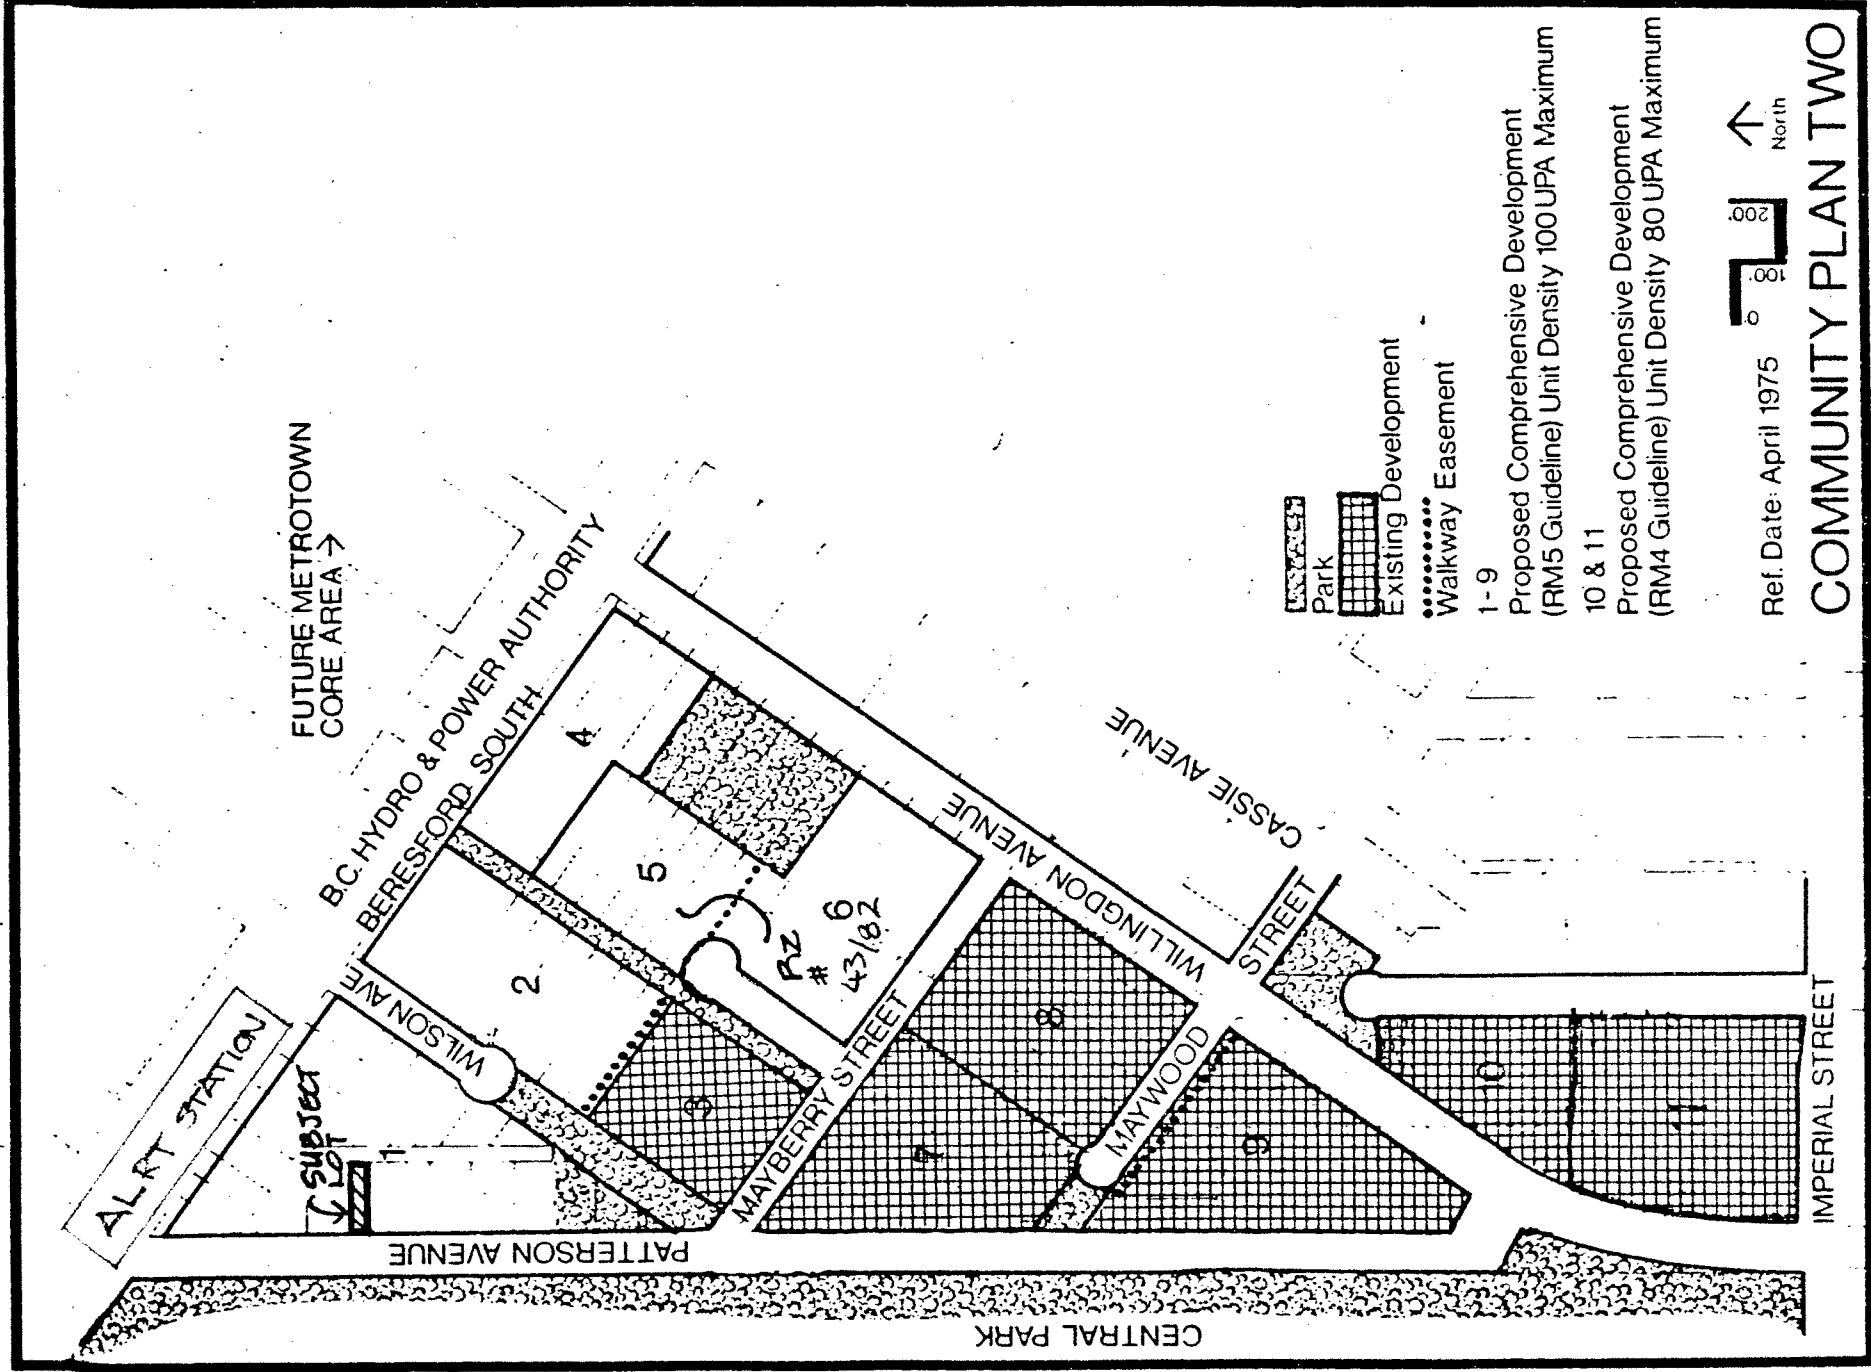 FUTURE METROTOWN
CORE AREA →
ALRT STATION
B.C. HYDRO & POWER AUTHORITY
BERESFORD SOUTH
WILSON AVE
SUBJECT
LOT
1
2
3
4
5
RZ
#
6
43/82
7
8
9
10
11
PATTERSON AVENUE
MAYBERRY STREET
WILLINGDON AVENUE
CASSIE AVENUE
MAYWOOD
STREET
IMPERIAL STREET
CENTRAL PARK
Park
Existing Development
Walkway Easement
1-9
Proposed Comprehensive Development
(RM5 Guideline) Unit Density 100 UPA Maximum
10 & 11
Proposed Comprehensive Development
(RM4 Guideline) Unit Density 80 UPA Maximum
Ref. Date: April 1975
0' 100' 200'
North
COMMUNITY PLAN TWO